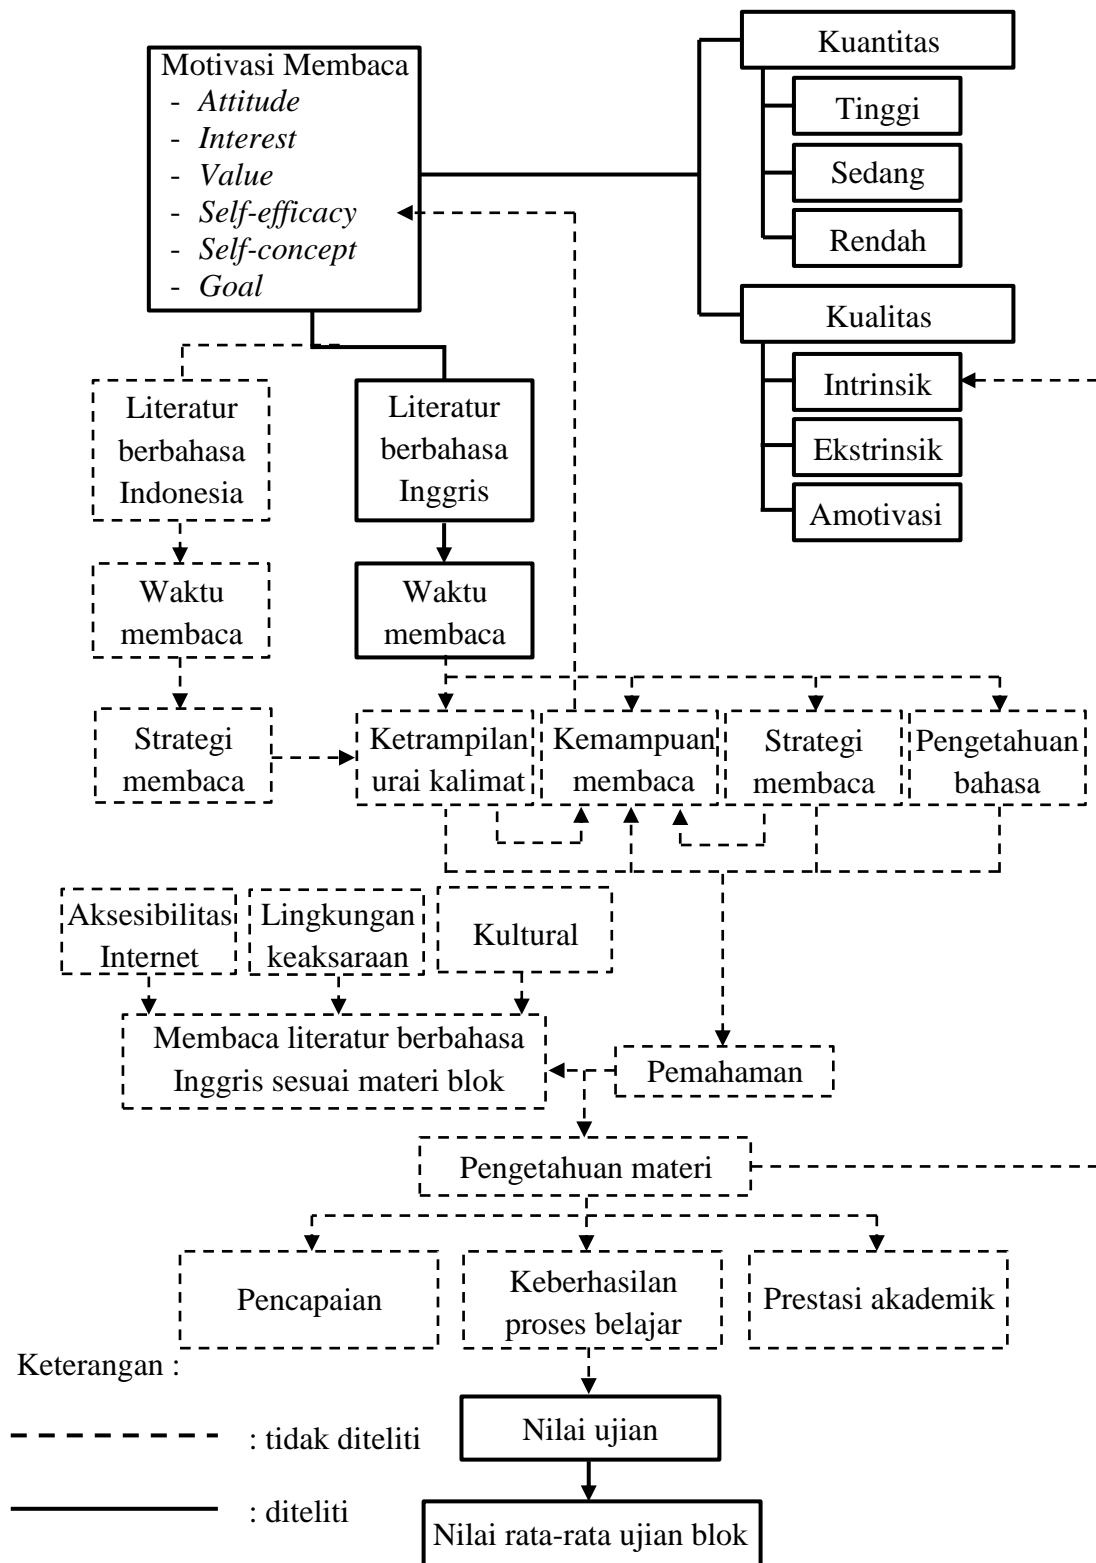 Kuantitas
Motivasi Membaca
- Attitude
- Interest
- Value
- Self-efficacy
- Self-concept
- Goal
Tinggi
Sedang
Rendah
Kualitas
Intrinsik
Ekstrinsik
Amotivasi
Literatur
berbahasa
Indonesia
Literatur
berbahasa
Inggris
Waktu
membaca
Waktu
membaca
Strategi
membaca
Ketrampilan
urai kalimat
Kemampuan
membaca
Strategi
membaca
Pengetahuan
bahasa
Aksesibilitas
Internet
Lingkungan
keaksaraan
Kultural
Membaca literatur berbahasa
Inggris sesuai materi blok
Pemahaman
Pengetahuan materi
Pencapaian
Keberhasilan
proses belajar
Prestasi akademik
Keterangan :
: tidak diteliti
: diteliti
Nilai ujian
Nilai rata-rata ujian blok